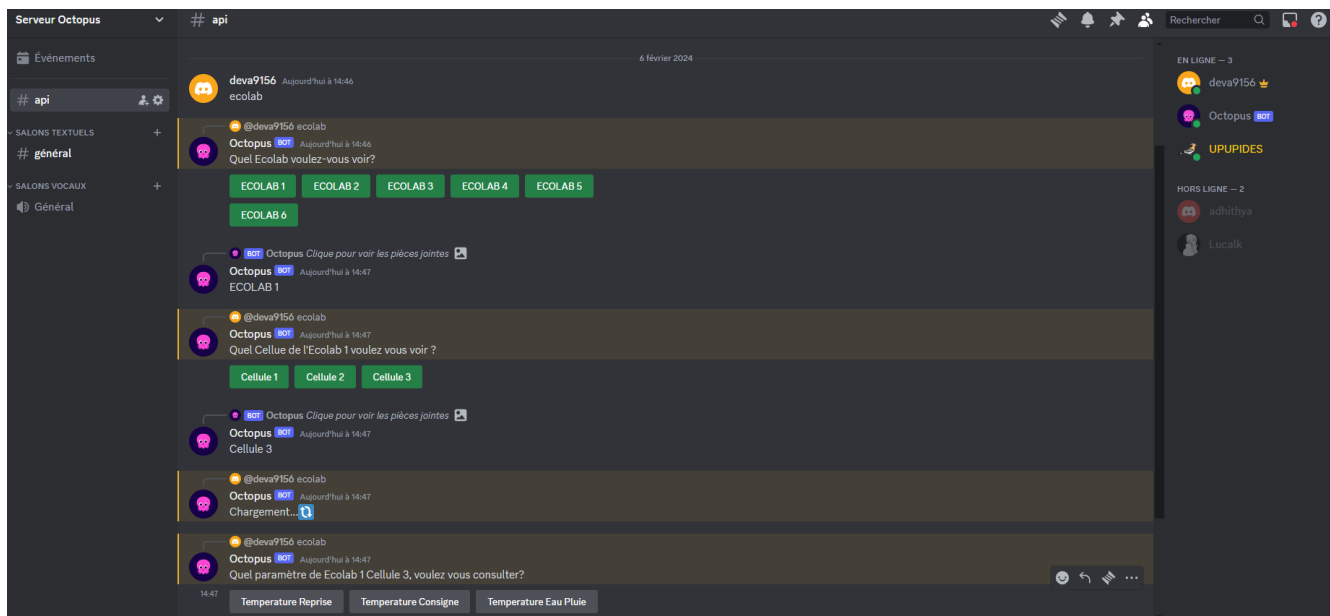 Serveur Octopus
# api
Rechercher
Événements
# api
SALONS TEXTUELS
# général
SALONS VOCAUX
Général
6 février 2024
deva9156 Aujourd'hui à 14:46
ecolab
@deva9156 ecolab
Octopus BOT Aujourd'hui à 14:46
Quel Ecolab voulez-vous voir?
ECOLAB 1 ECOLAB 2 ECOLAB 3 ECOLAB 4 ECOLAB 5
ECOLAB 6
BOT Octopus Clique pour voir les pièces jointes
Octopus BOT Aujourd'hui à 14:47
ECOLAB 1
@deva9156 ecolab
Octopus BOT Aujourd'hui à 14:47
Quel Cellue de l'Ecolab 1 voulez vous voir ?
Cellule 1 Cellule 2 Cellule 3
BOT Octopus Clique pour voir les pièces jointes
Octopus BOT Aujourd'hui à 14:47
Cellule 3
@deva9156 ecolab
Octopus BOT Aujourd'hui à 14:47
Chargement...
@deva9156 ecolab
Octopus BOT Aujourd'hui à 14:47
Quel paramètre de Ecolab 1 Cellule 3, voulez vous consulter?
14:47
Temperature Reprise Temperature Consigne Temperature Eau Pluie
EN LIGNE — 3
deva9156
Octopus BOT
UPUPIDES
HORS LIGNE — 2
adhithya
Lucalk